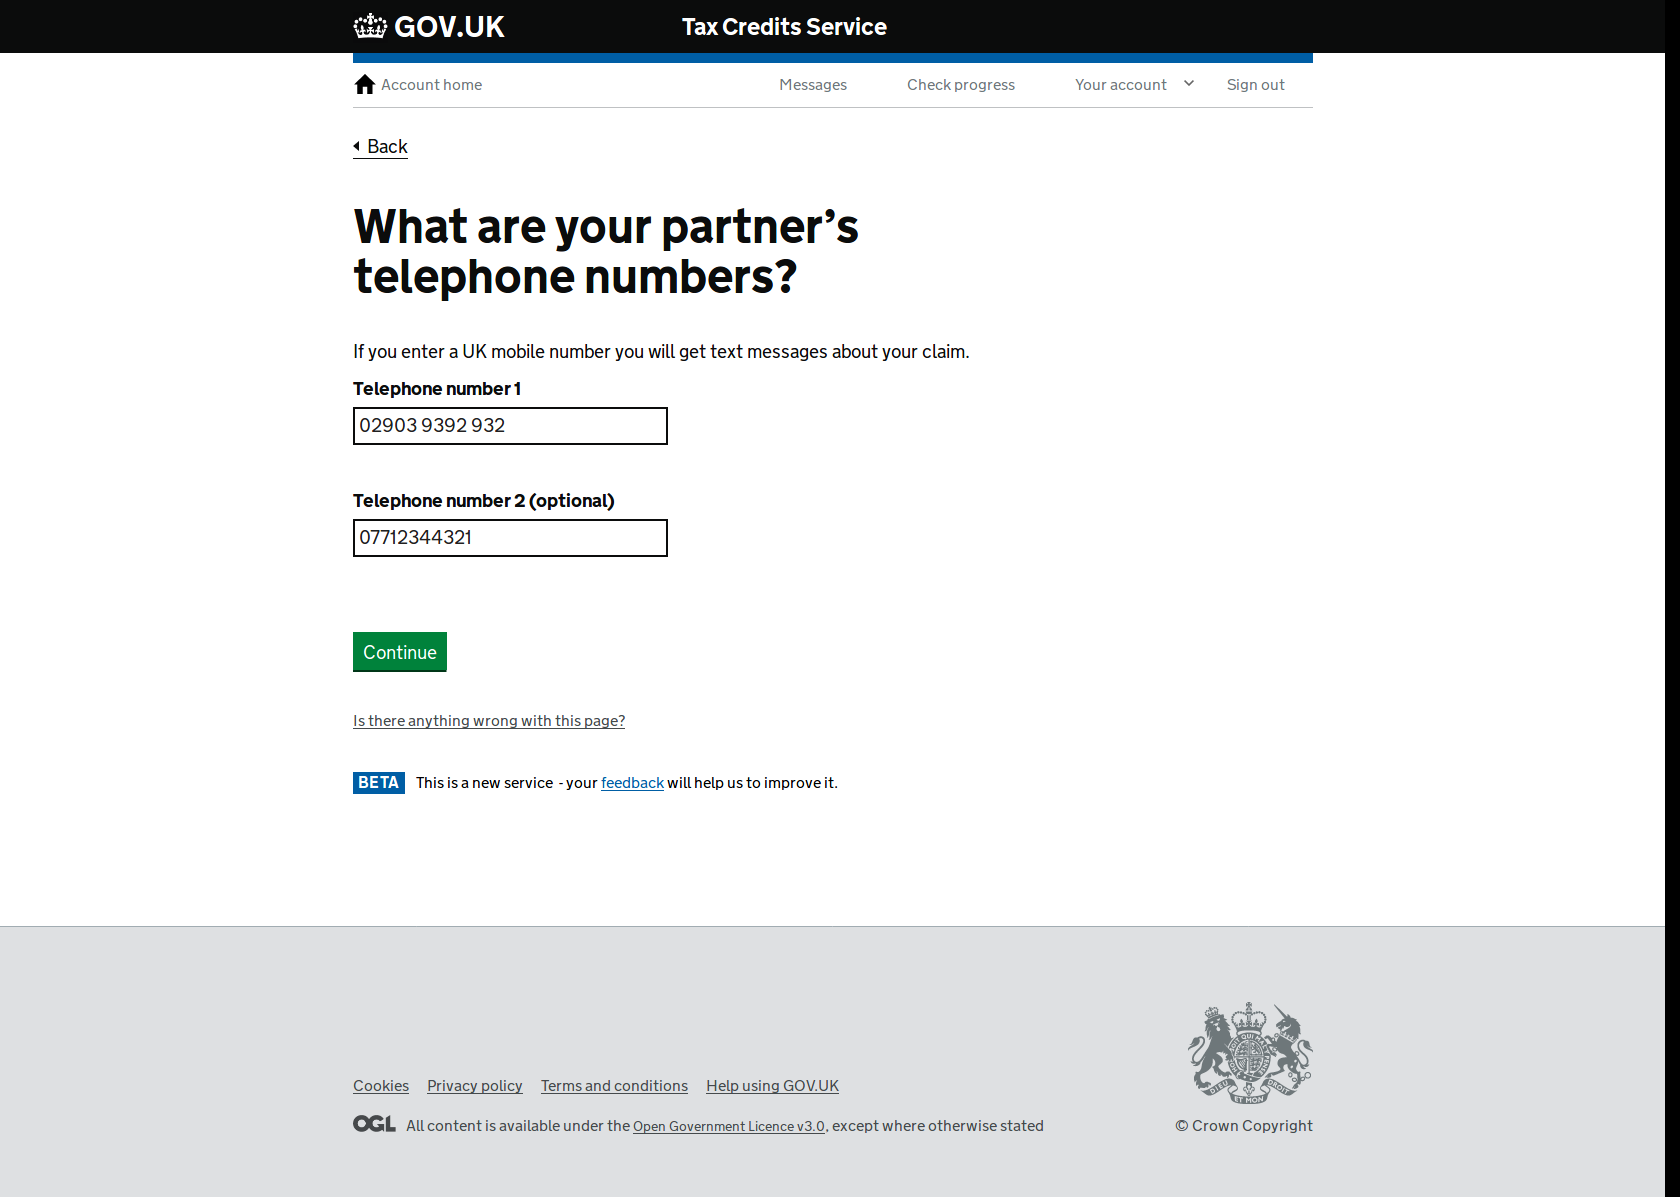 GOV.UK
Tax Credits Service
Account home
Messages
Check progress
Your account
Sign out
Back
What are your partner’s
telephone numbers?
If you enter a UK mobile number you will get text messages about your claim.
Telephone number 1
02903 9392 932
Telephone number 2 (optional)
07712344321
Continue
Is there anything wrong with this page?
BETA This is a new service - your feedback will help us to improve it.
Cookies Privacy policy Terms and conditions Help using GOV.UK
OGL All content is available under the Open Government Licence v3.0, except where otherwise stated
DIEU ET MON DROIT
© Crown Copyright